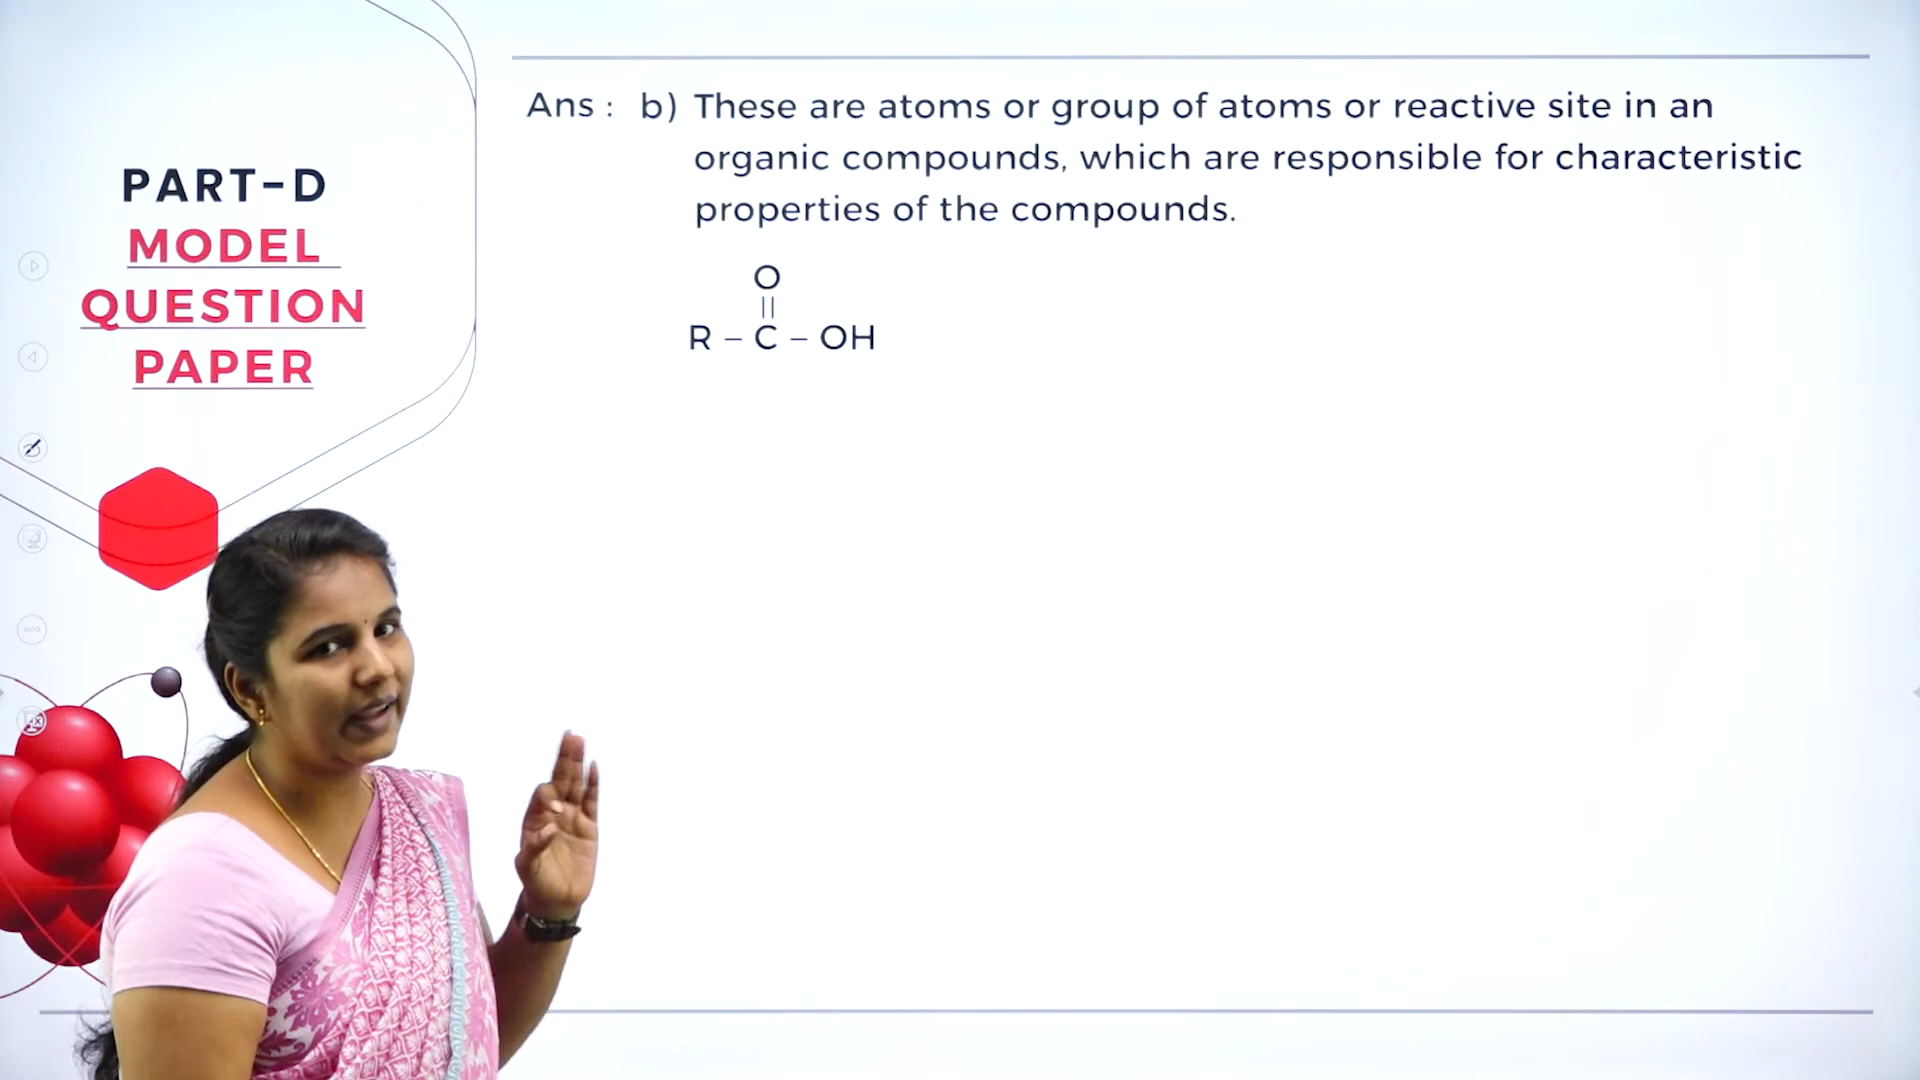 PART-D
MODEL
QUESTION
PAPER
Ans : b) These are atoms or group of atoms or reactive site in an
organic compounds, which are responsible for characteristic
properties of the compounds.
O
||
R – C – OH